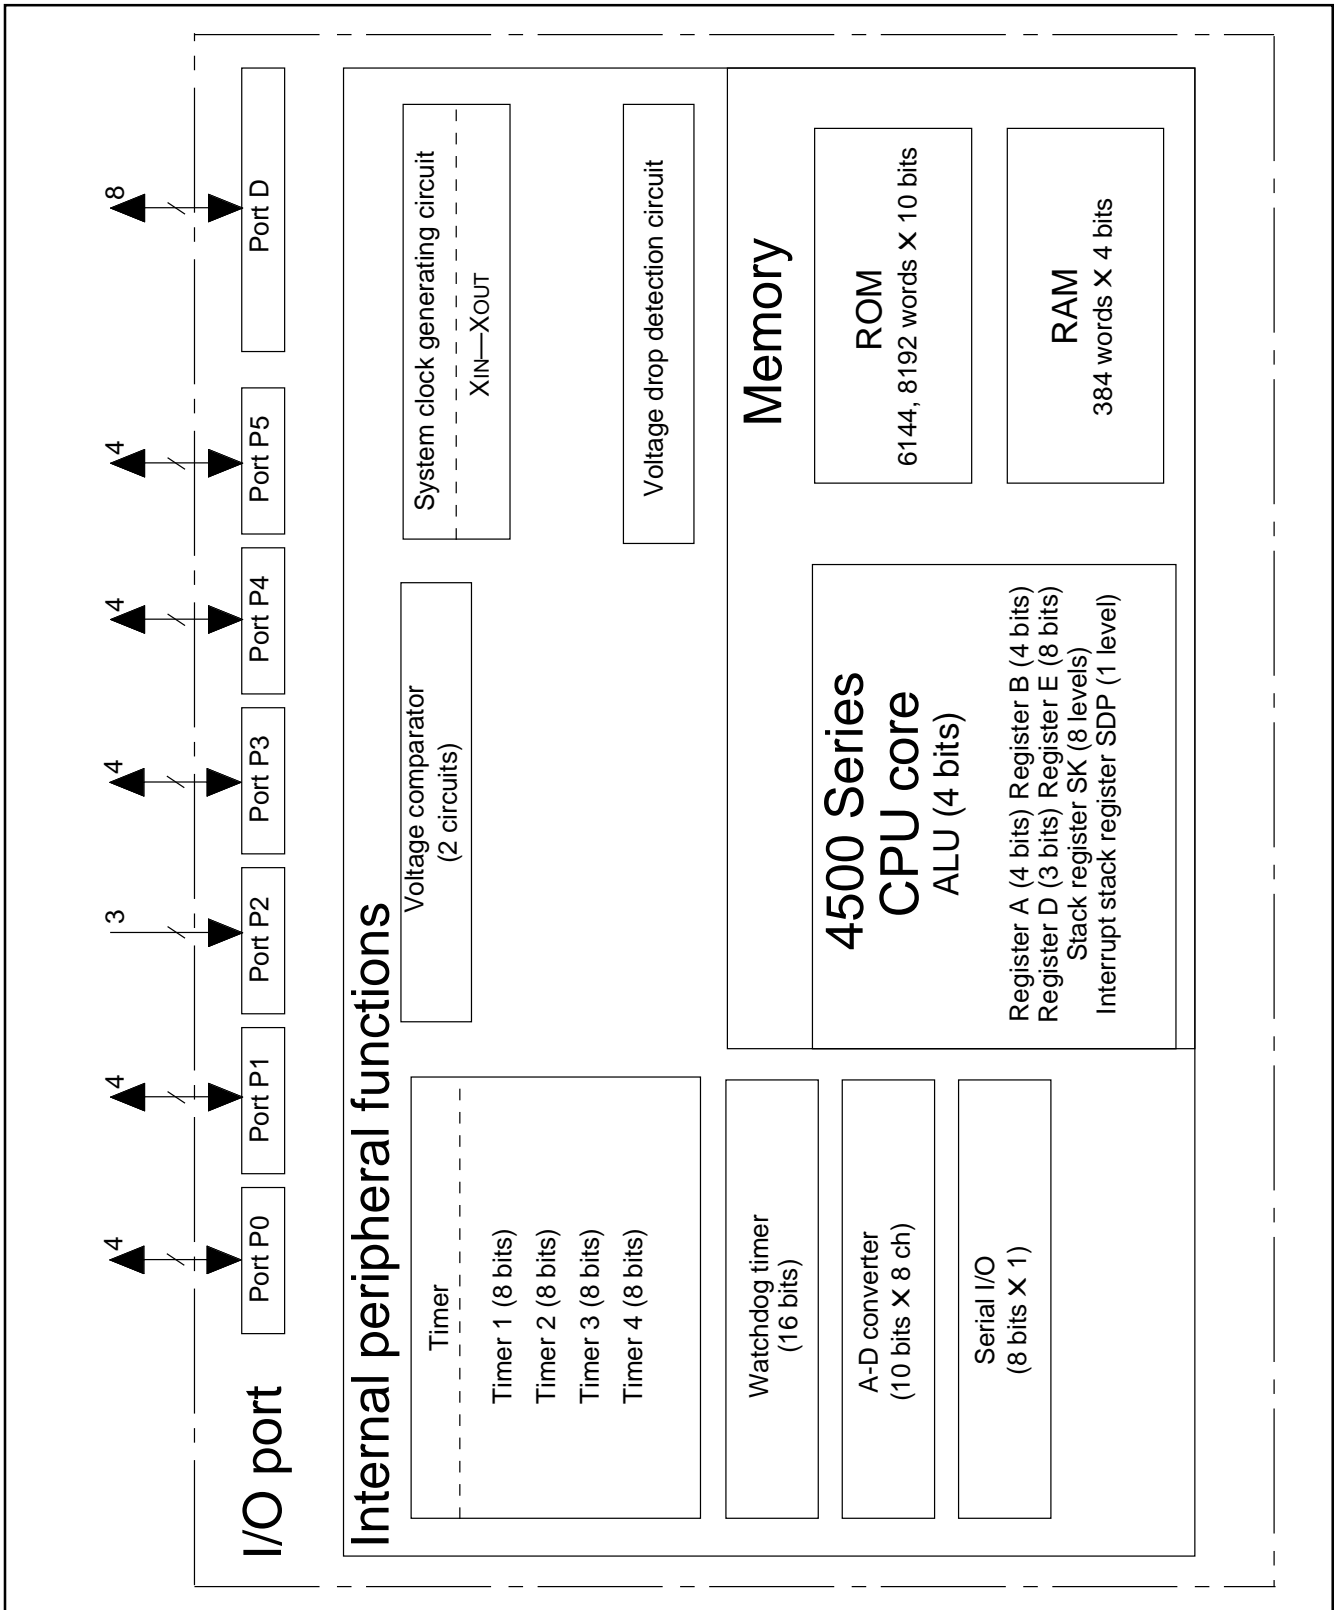 I/O port
4
4
3
4
4
4
8
Port P0
Port P1
Port P2
Port P3
Port P4
Port P5
Port D
Internal peripheral functions
Timer
Timer 1 (8 bits)
Timer 2 (8 bits)
Timer 3 (8 bits)
Timer 4 (8 bits)
Watchdog timer
(16 bits)
A-D converter
(10 bits X 8 ch)
Serial I/O
(8 bits X 1)
Voltage comparator
(2 circuits)
System clock generating circuit
XIN—XOUT
Voltage drop detection circuit
4500 Series
CPU core
ALU (4 bits)
Register A (4 bits) Register B (4 bits)
Register D (3 bits) Register E (8 bits)
Stack register SK (8 levels)
Interrupt stack register SDP (1 level)
Memory
ROM
6144, 8192 words X 10 bits
RAM
384 words X 4 bits